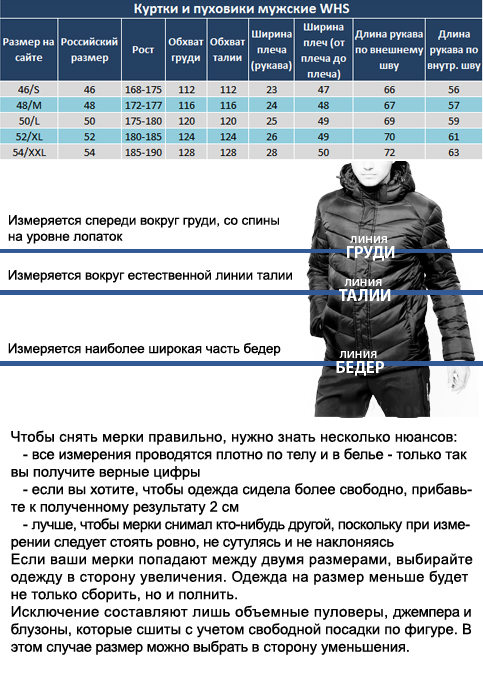 Куртки и пуховики мужские WHS
Размер на сайте Российский размер Рост Обхват груди Обхват талии Ширина плеча (рукава) Ширина плеч (от плеча до плеча) Длина рукава по внешнему шву Длина рукава по внутр. шву
46/S 46 168-175 112 112 23 47 66 56
48/M 48 172-177 116 116 24 48 67 57
50/L 50 175-180 120 120 25 49 69 59
52/XL 52 180-185 124 124 26 49 70 61
54/XXL 54 185-190 128 128 28 50 72 63
Измеряется спереди вокруг груди, со спины
на уровне лопаток
ЛИНИЯ
ГРУДИ
Измеряется вокруг естественной линии талии
ЛИНИЯ
ТАЛИИ
Измеряется наиболее широкая часть бедер
ЛИНИЯ
БЕДЕР
Чтобы снять мерки правильно, нужно знать несколько нюансов:
- все измерения проводятся плотно по телу и в белье - только так
вы получите верные цифры
- если вы хотите, чтобы одежда сидела более свободно, прибавь-
те к полученному результату 2 см
- лучше, чтобы мерки снимал кто-нибудь другой, поскольку при изме-
рении следует стоять ровно, не сутулясь и не наклоняясь
Если ваши мерки попадают между двумя размерами, выбирайте
одежду в сторону увеличения. Одежда на размер меньше будет
не только сборить, но и полнить.
Исключение составляют лишь объемные пуловеры, джемпера и
блузоны, которые сшиты с учетом свободной посадки по фигуре. В
этом случае размер можно выбрать в сторону уменьшения.